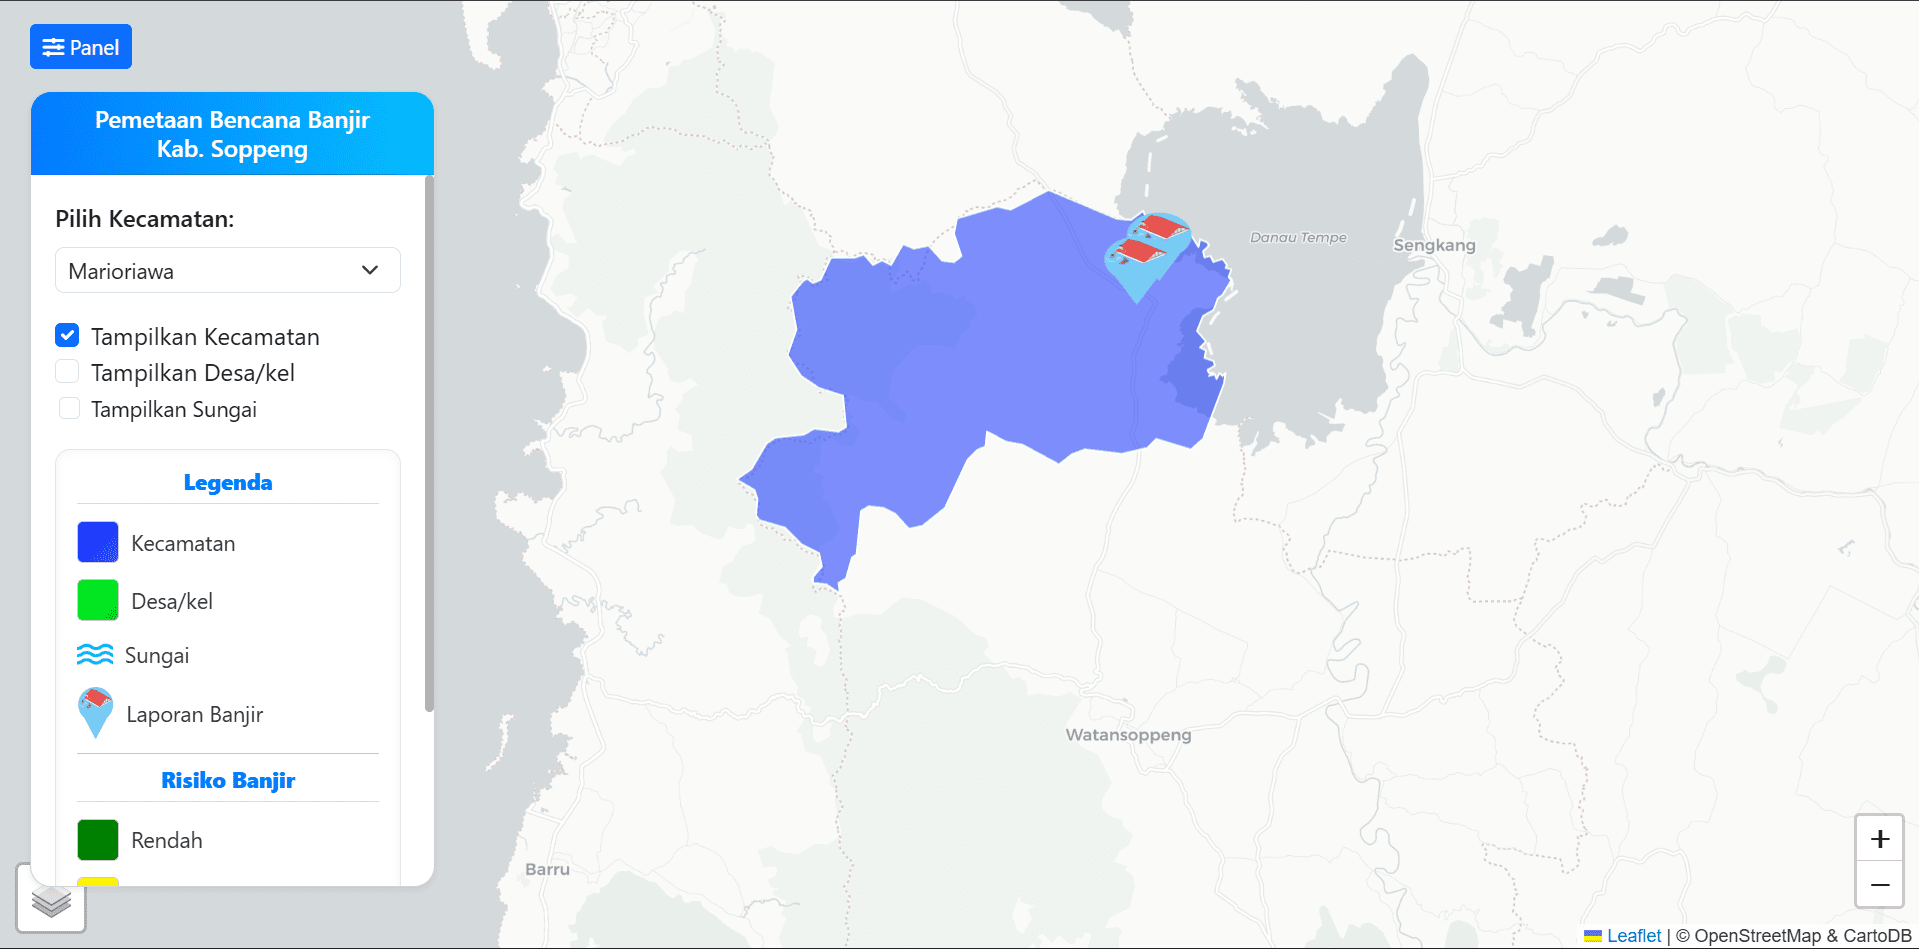 Panel
Pemetaan Bencana Banjir
Kab. Soppeng
Pilih Kecamatan:
Marioriawa
Tampilkan Kecamatan
Tampilkan Desa/kel
Tampilkan Sungai
Legenda
Kecamatan
Desa/kel
Sungai
Laporan Banjir
Risiko Banjir
Rendah
Danau Tempe
Sengkang
Watansoppeng
Barru
+
−
Leaflet | © OpenStreetMap & CartoDB